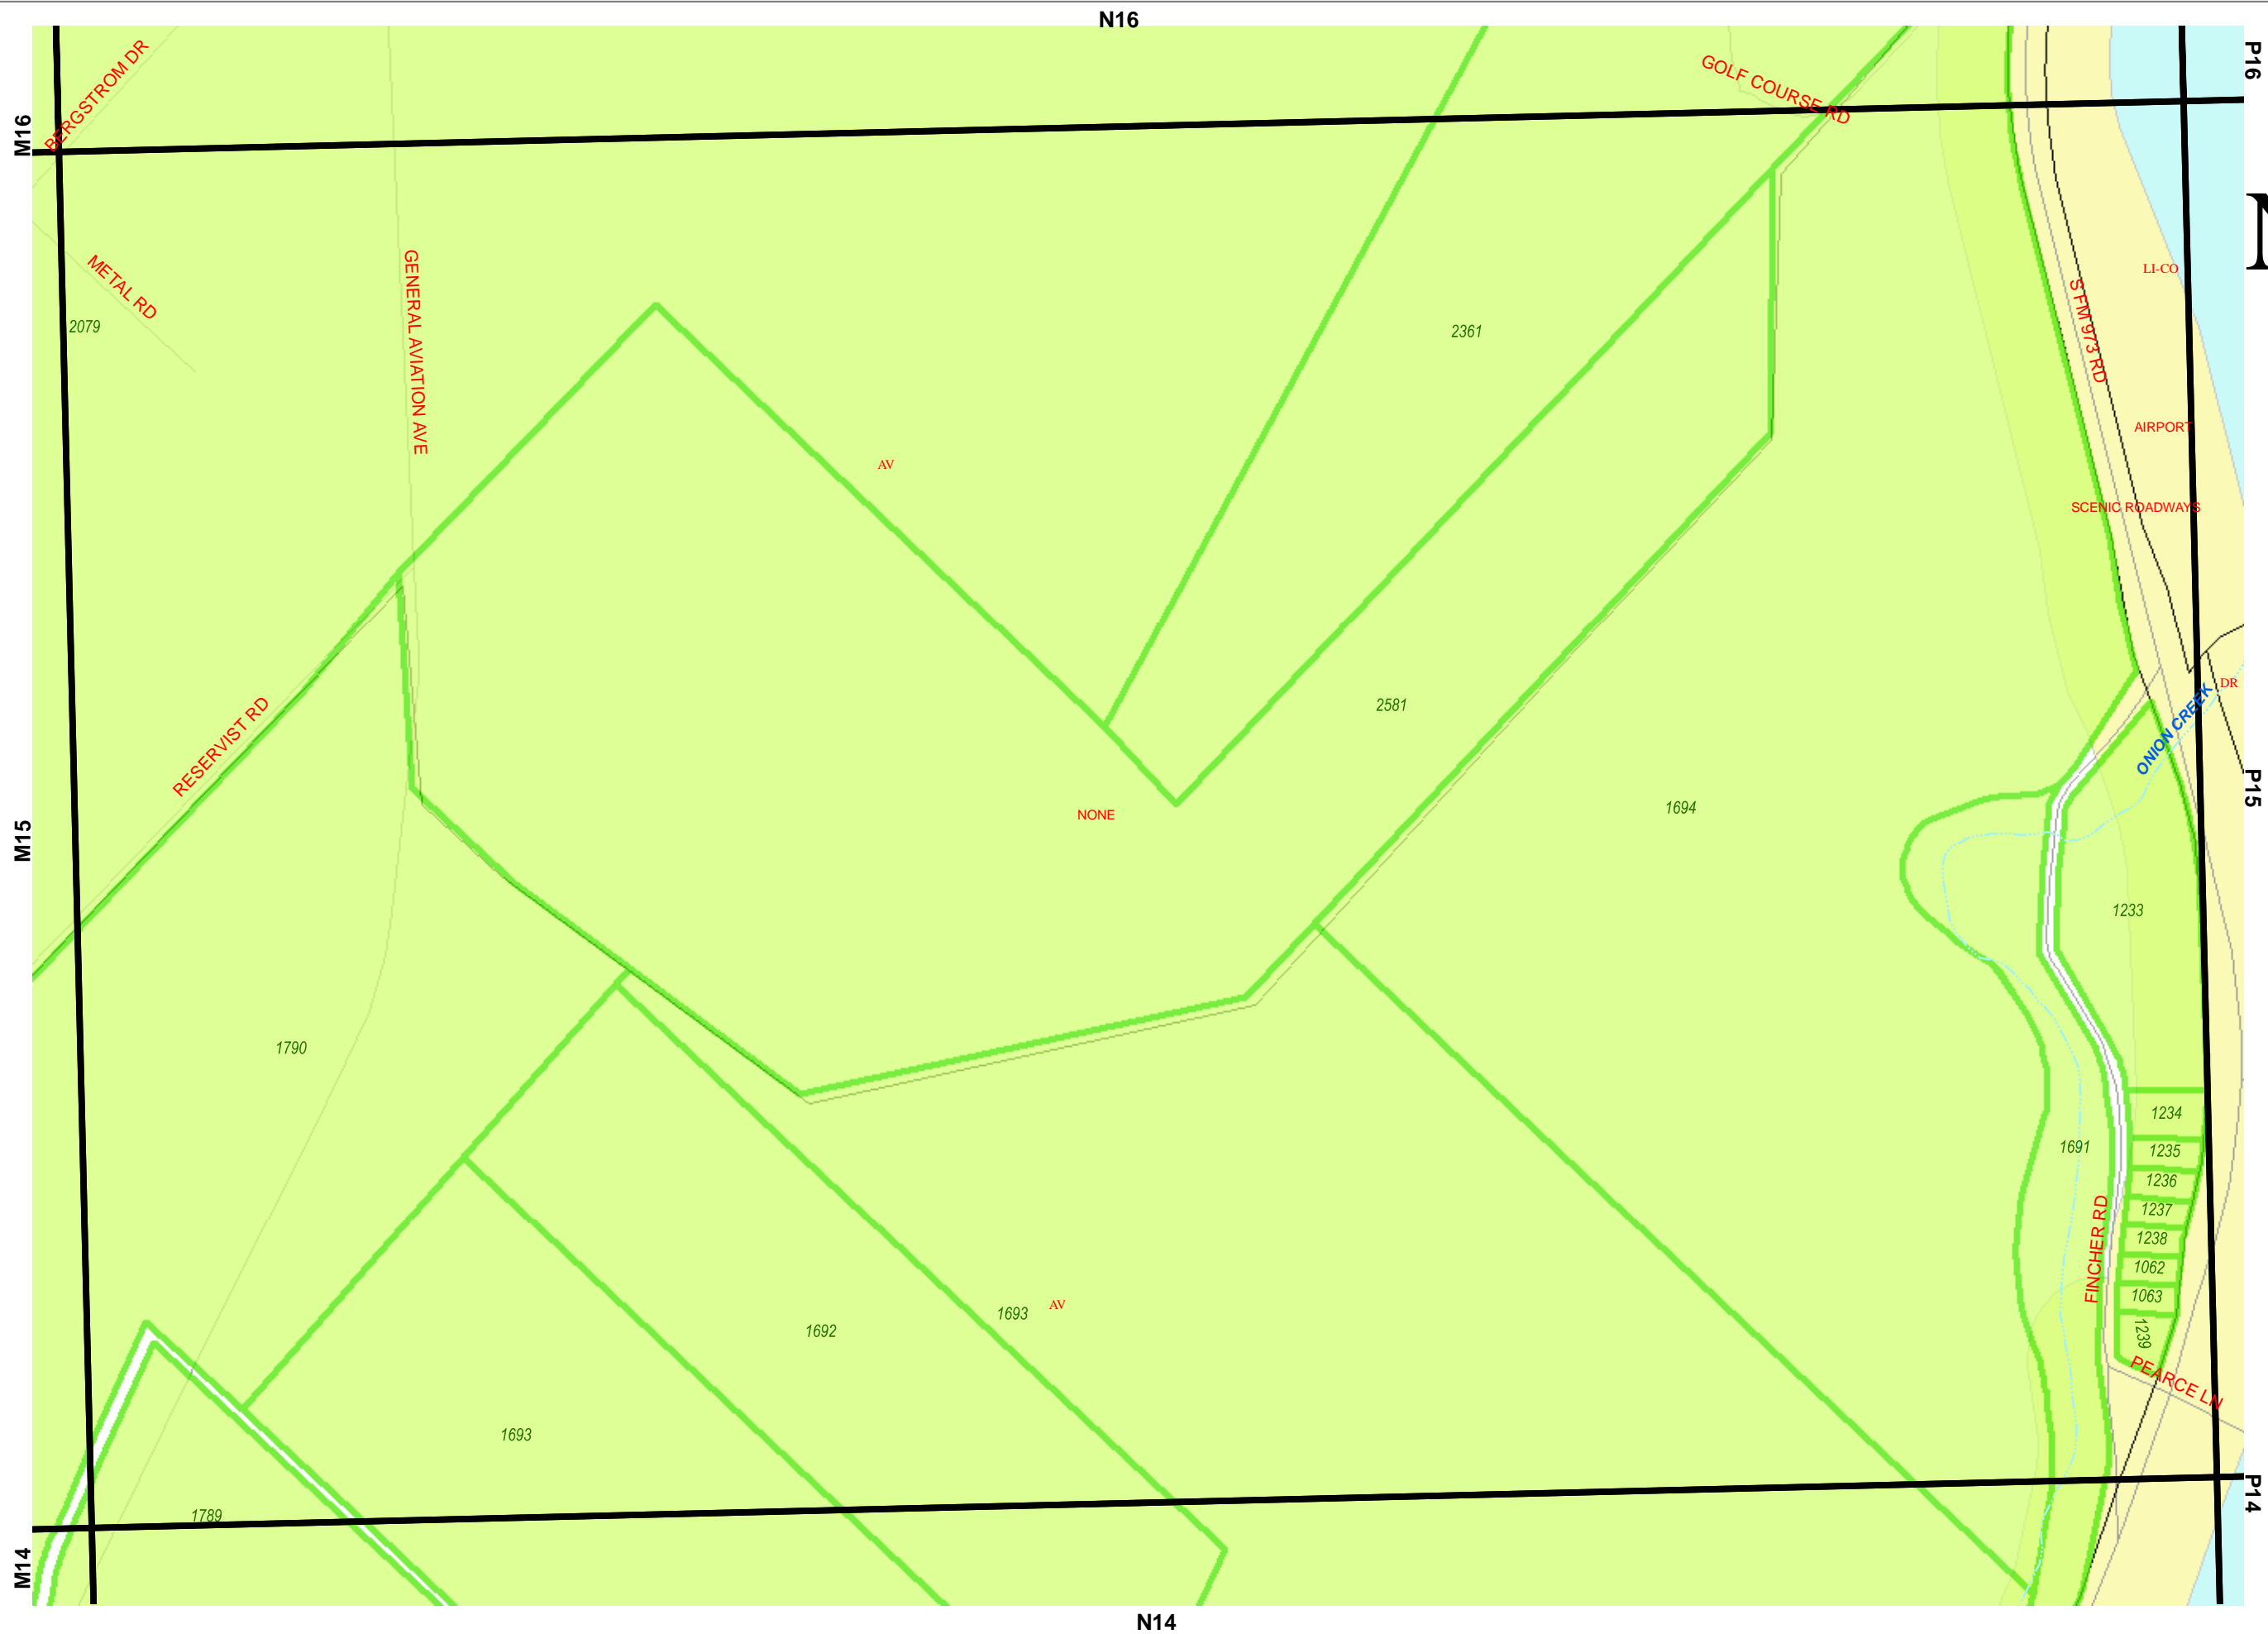 N16
P16
M16
BERGSTROM DR
GOLF COURSE RD
METAL RD
2079
GENERAL AVIATION AVE
LI-CO
S FM 973 RD
2361
AIRPORT
AV
SCENIC ROADWAYS
RESERVIST RD
2581
DR
ONION CREEK
NONE
1694
P15
M15
1233
1790
1234
1691
1235
1236
1237
FINCHER RD
1238
1062
1063
1239
1693
AV
1692
PEARCE LN
1693
1789
P14
M14
N14